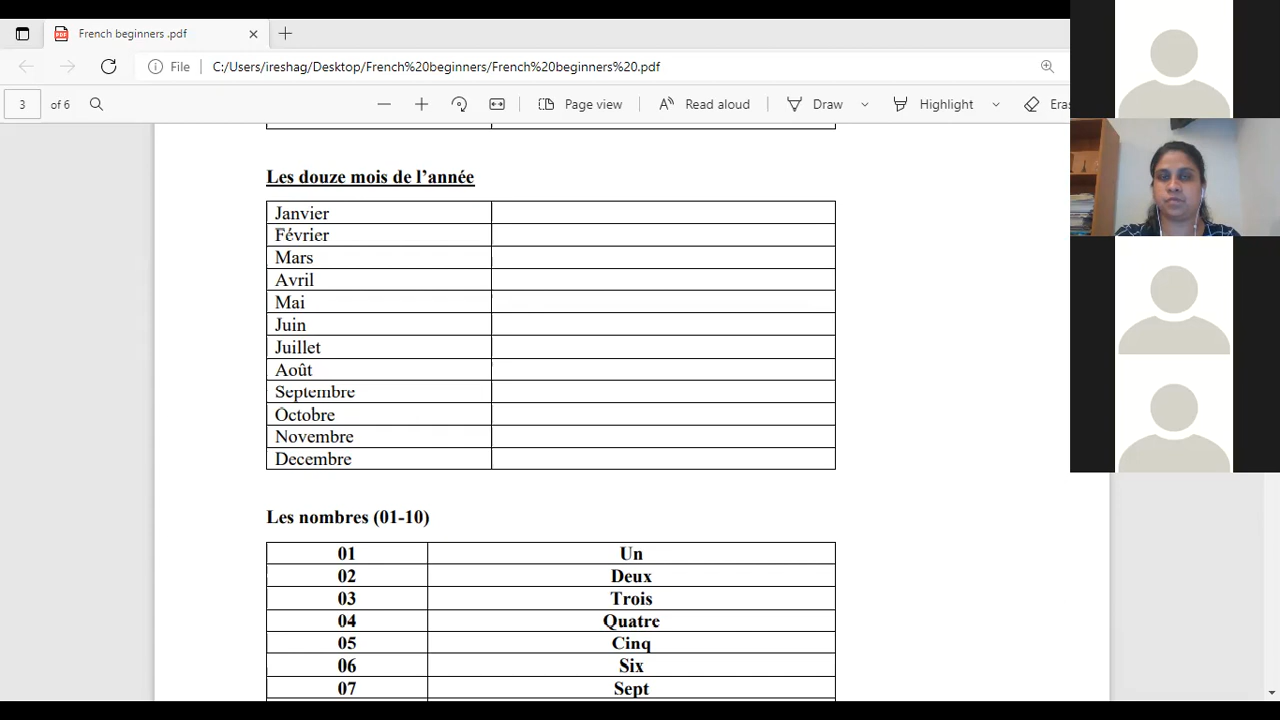 French beginners .pdf
File C:/Users/ireshag/Desktop/French%20beginners/French%20beginners%20.pdf
3 of 6 Page view Read aloud Draw Highlight Eras
Les douze mois de l’année
Janvier
Février
Mars
Avril
Mai
Juin
Juillet
Août
Septembre
Octobre
Novembre
Decembre
Les nombres (01-10)
01 Un
02 Deux
03 Trois
04 Quatre
05 Cinq
06 Six
07 Sept